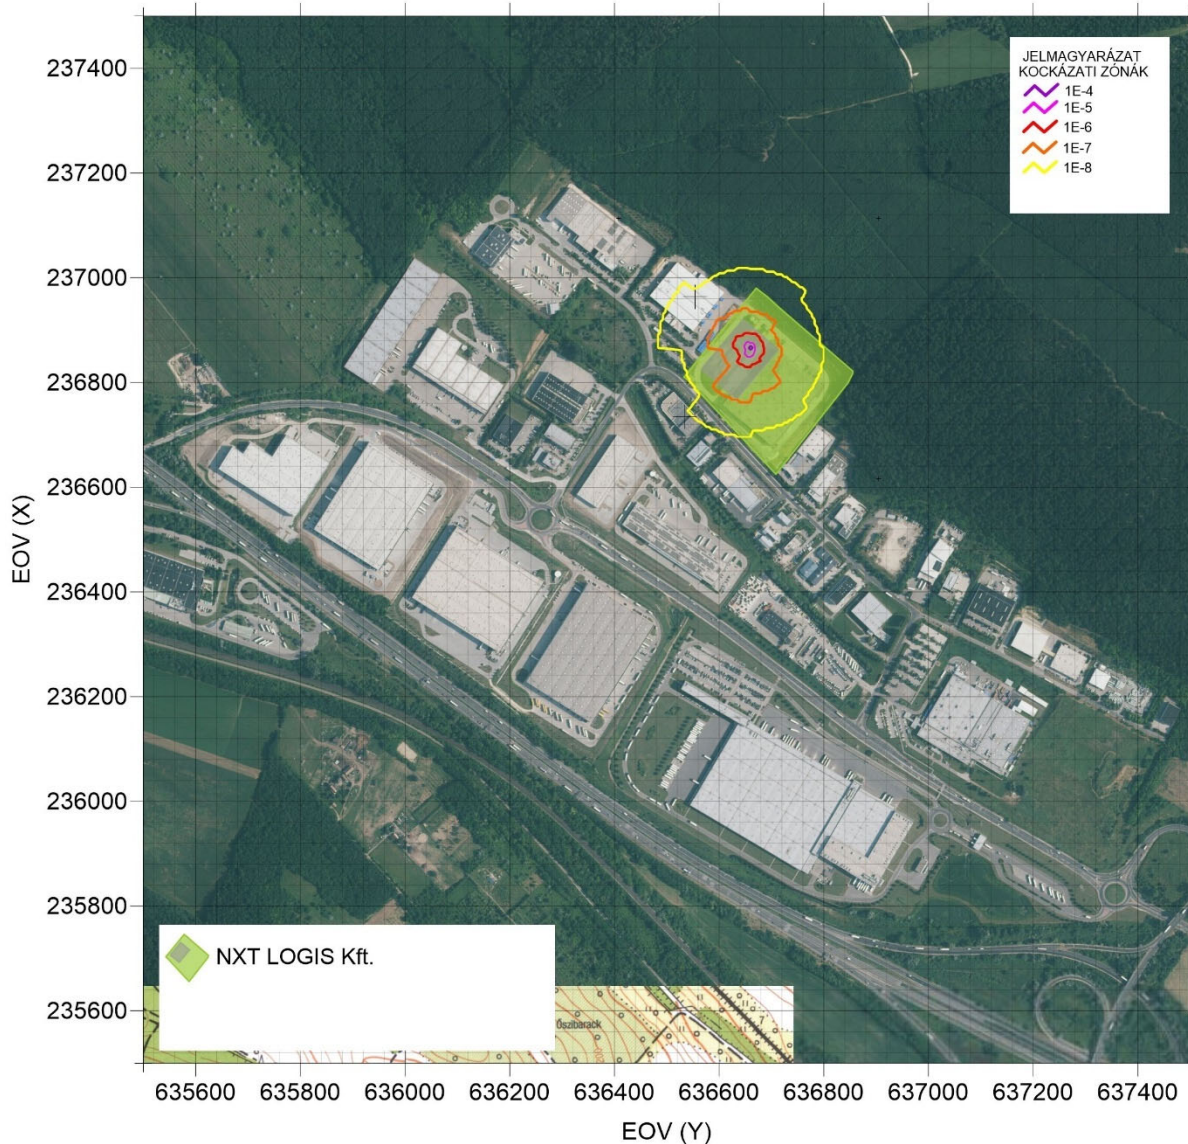 JELMAGYARÁZAT
KOCKÁZATI ZÓNÁK
1E-4
1E-5
1E-6
1E-7
1E-8
237400
237200
237000
236800
236600
236400
236200
236000
235800
235600
EOV (X)
NXT LOGIS Kft.
Őszibarack
635600 635800 636000 636200 636400 636600 636800 637000 637200 637400
EOV (Y)